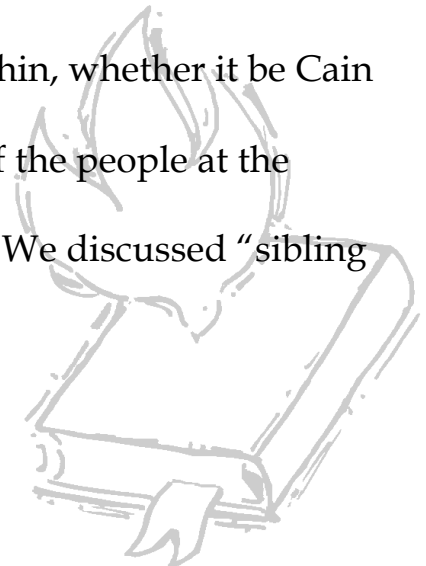 hin, whether it be Cain
f the people at the
We discussed “sibling